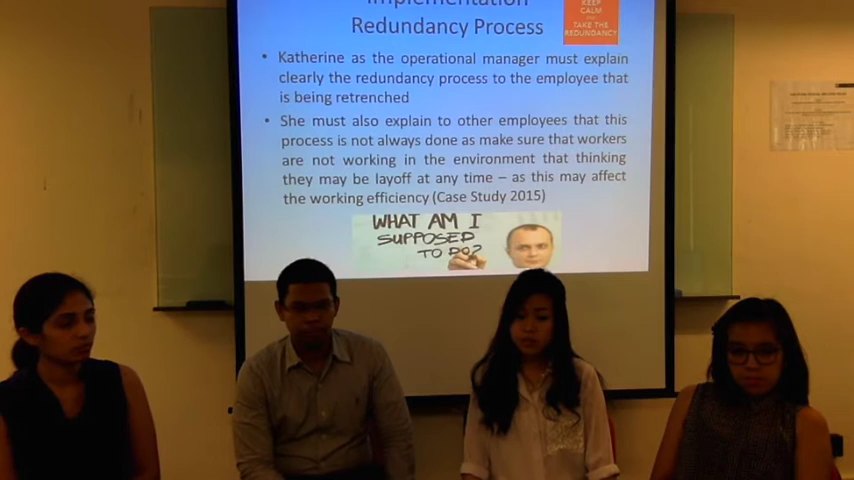 Implementation
Redundancy Process
KEEP
CALM
AND
TAKE THE
REDUNDANCY
• Katherine as the operational manager must explain
clearly the redundancy process to the employee that
is being retrenched
• She must also explain to other employees that this
process is not always done as make sure that workers
are not working in the environment that thinking
they may be layoff at any time – as this may affect
the working efficiency (Case Study 2015)
WHAT AM I
SUPPOSED
TO DO?